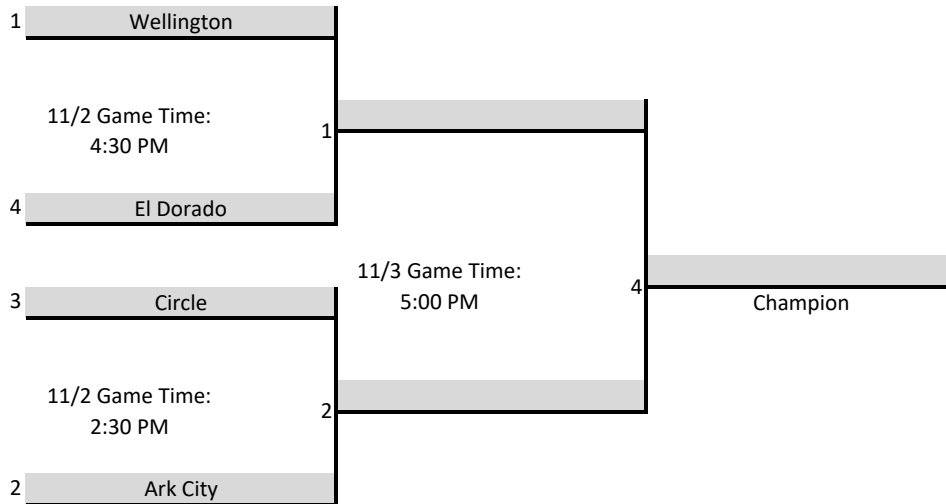 1 Wellington
11/2 Game Time:
4:30 PM
1
4 El Dorado
11/3 Game Time:
5:00 PM
4
Champion
3 Circle
11/2 Game Time:
2:30 PM
2
2 Ark City